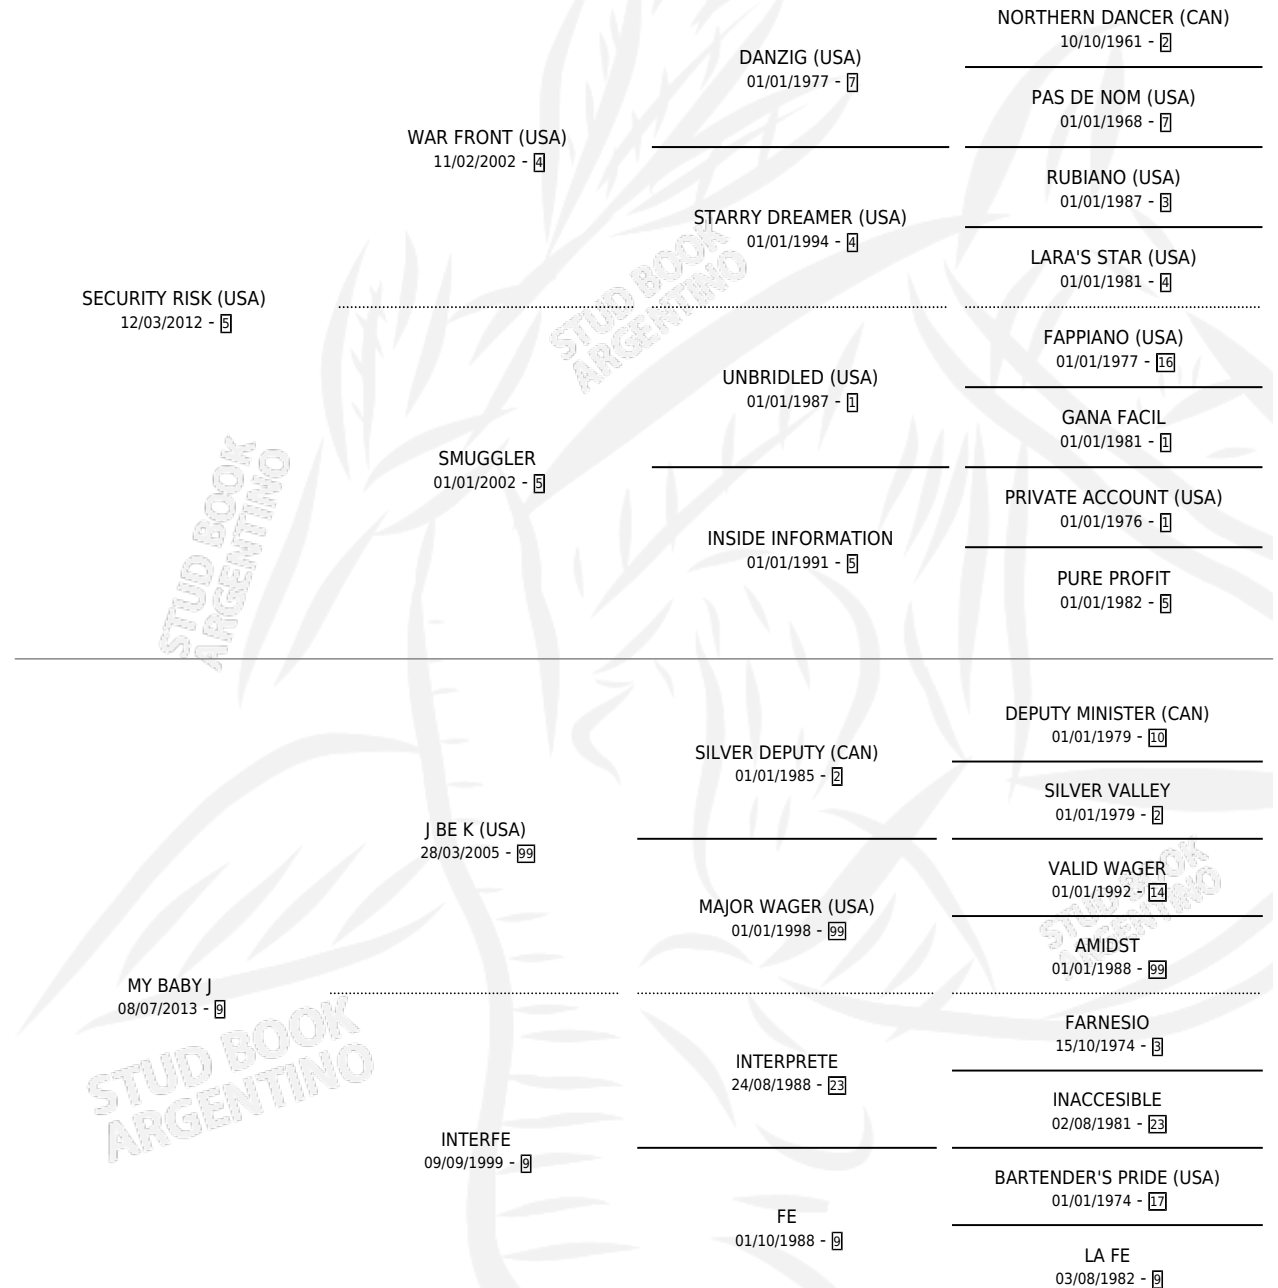 NORTHERN DANCER (CAN)
10/10/1961 - 2
DANZIG (USA)
01/01/1977 - 7
PAS DE NOM (USA)
01/01/1968 - 7
WAR FRONT (USA)
11/02/2002 - 4
RUBIANO (USA)
01/01/1987 - 3
STARRY DREAMER (USA)
01/01/1994 - 4
LARA'S STAR (USA)
01/01/1981 - 4
SECURITY RISK (USA)
12/03/2012 - 5
STUD BOOK
ARGENTINO
FAPPIANO (USA)
01/01/1977 - 16
UNBRIDLED (USA)
01/01/1987 - 1
GANA FACIL
01/01/1981 - 1
SMUGGLER
01/01/2002 - 5
PRIVATE ACCOUNT (USA)
01/01/1976 - 1
INSIDE INFORMATION
01/01/1991 - 5
PURE PROFIT
01/01/1982 - 5
STUD BOOK
ARGENTINO
DEPUTY MINISTER (CAN)
01/01/1979 - 10
SILVER DEPUTY (CAN)
01/01/1985 - 2
SILVER VALLEY
01/01/1979 - 2
J BE K (USA)
28/03/2005 - 99
VALID WAGER
01/01/1992 - 14
MAJOR WAGER (USA)
01/01/1998 - 99
AMIDST
01/01/1988 - 99
STUD BOOK
ARGENTINO
MY BABY J
08/07/2013 - 9
FARNESIO
15/10/1974 - 3
INTERPRETE
24/08/1988 - 23
INACCESIBLE
02/08/1981 - 23
STUD BOOK
ARGENTINO
INTERFE
09/09/1999 - 9
BARTENDER'S PRIDE (USA)
01/01/1974 - 17
FE
01/10/1988 - 9
LA FE
03/08/1982 - 9